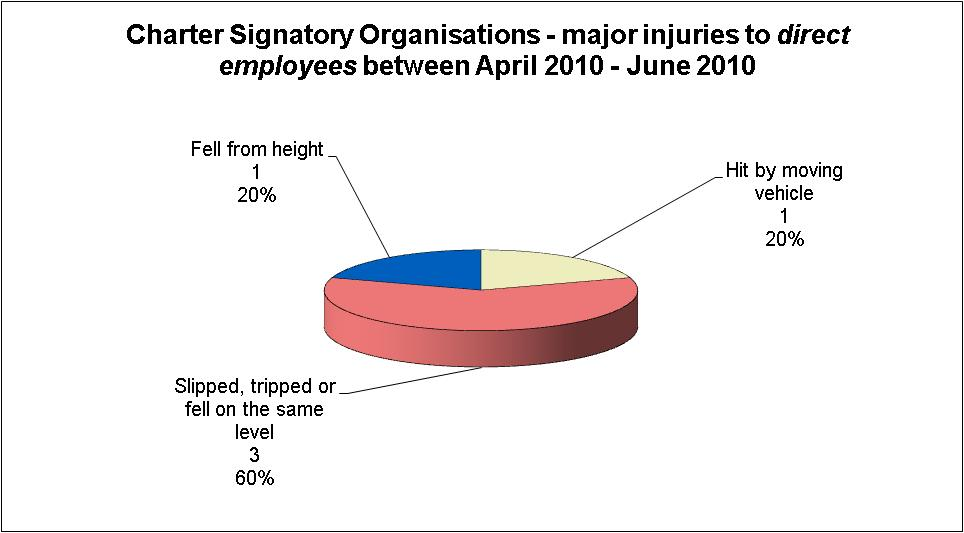 Charter Signatory Organisations - major injuries to direct
employees between April 2010 - June 2010
Fell from height
1
20%
Hit by moving
vehicle
1
20%
Slipped, tripped or
fell on the same
level
3
60%